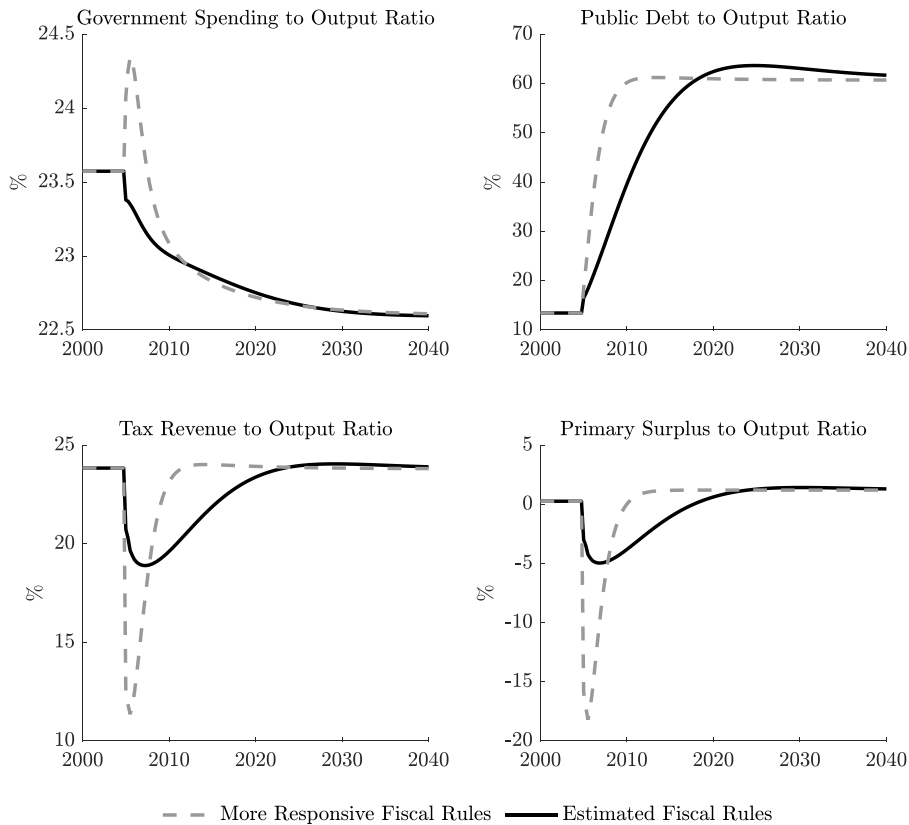 Government Spending to Output Ratio
24.5
24
23.5
23
22.5
%
2000 2010 2020 2030 2040
Public Debt to Output Ratio
70
60
50
40
30
20
10
%
2000 2010 2020 2030 2040
Tax Revenue to Output Ratio
25
20
15
10
%
2000 2010 2020 2030 2040
Primary Surplus to Output Ratio
5
0
-5
-10
-15
-20
%
2000 2010 2020 2030 2040
More Responsive Fiscal Rules Estimated Fiscal Rules